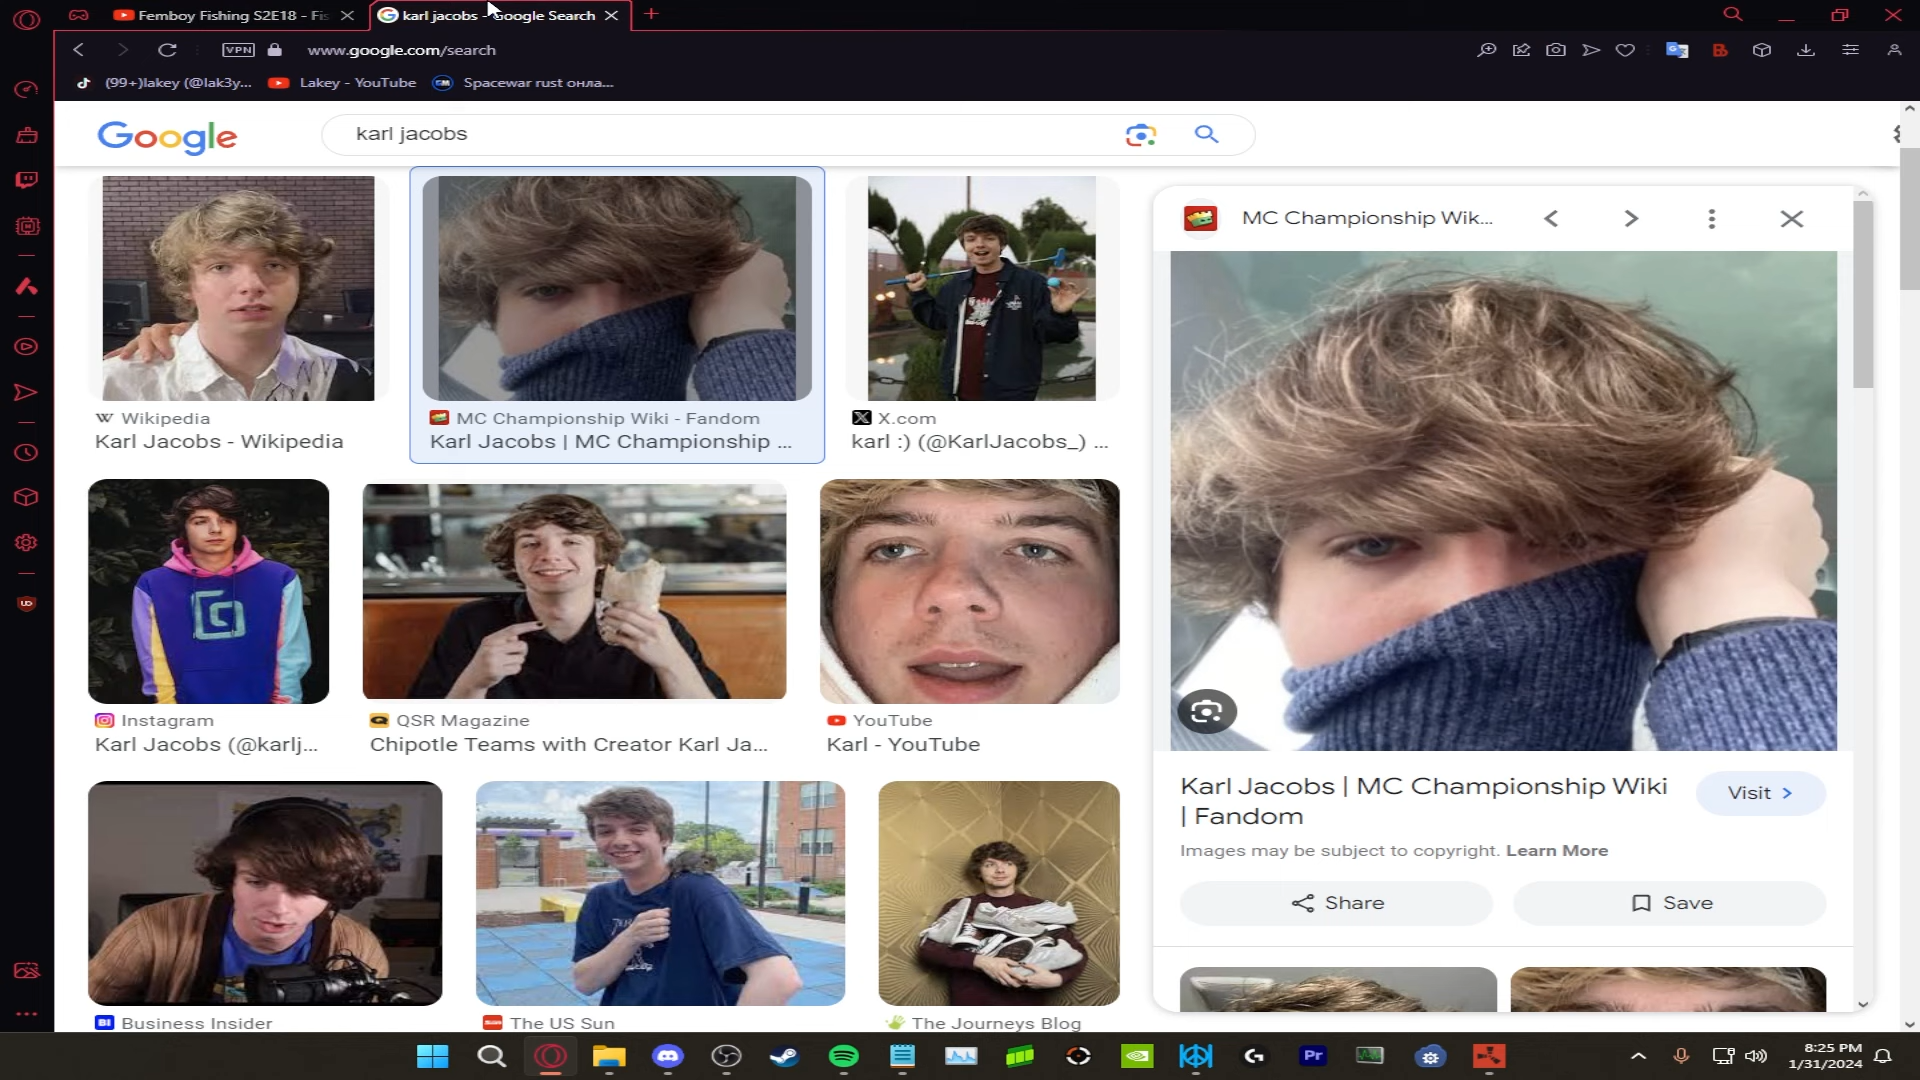 Femboy Fishing S2E18 - Fis
karl jacobs - Google Search
VPN
www.google.com/search
(99+)lakey (@lak3y...
Lakey - YouTube
Spacewar rust онла...
Google
karl jacobs
MC Championship Wik...
W Wikipedia
Karl Jacobs - Wikipedia
MC Championship Wiki - Fandom
Karl Jacobs | MC Championship ...
X.com
karl :) (@KarlJacobs_) ...
Instagram
Karl Jacobs (@karlj...
QSR Magazine
Chipotle Teams with Creator Karl Ja...
YouTube
Karl - YouTube
Karl Jacobs | MC Championship Wiki
| Fandom
Visit >
Images may be subject to copyright. Learn More
Share
Save
BI Business Insider
The US Sun
The Journeys Blog
Pr
8:25 PM
1/31/2024